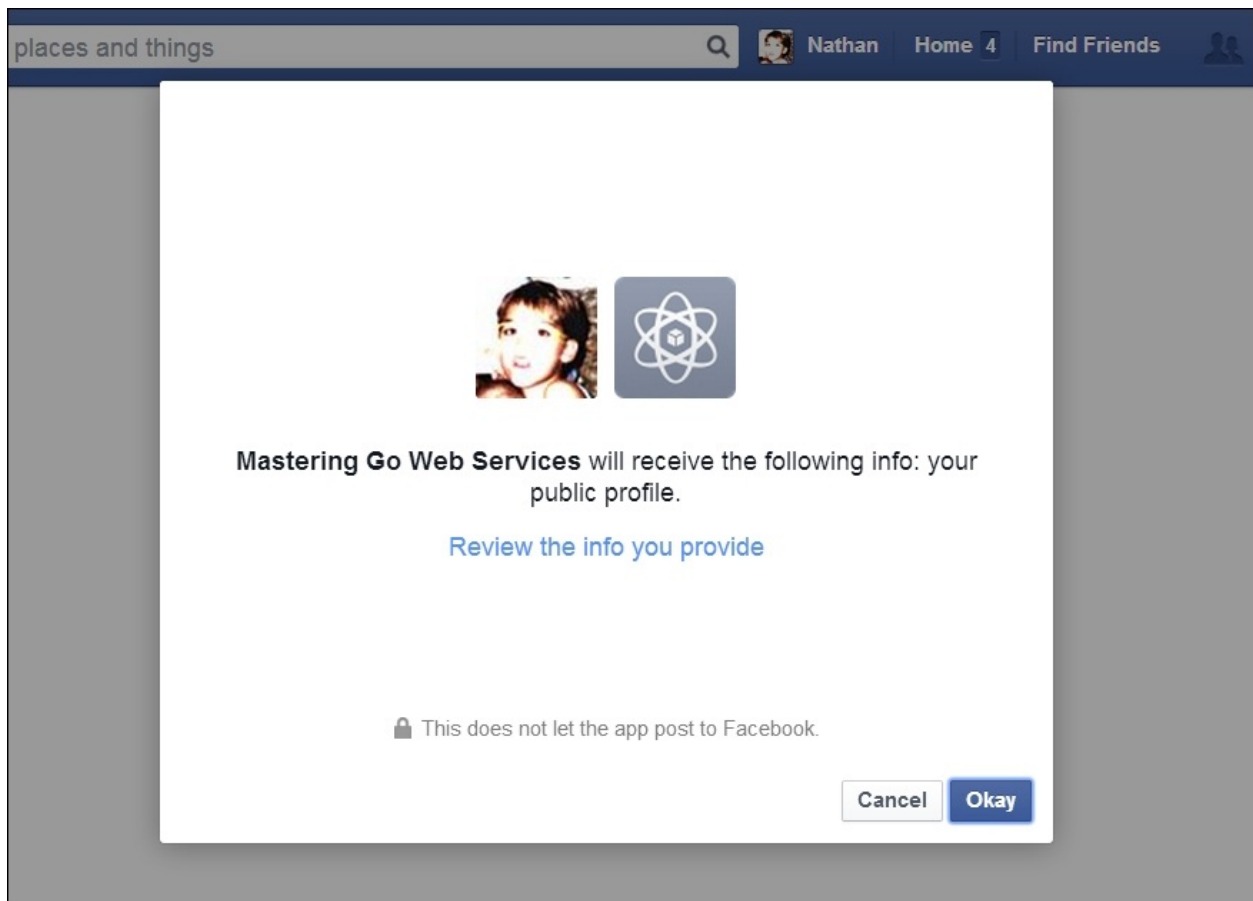 places and things
Nathan
Home 4
Find Friends
Mastering Go Web Services will receive the following info: your
public profile.
Review the info you provide
This does not let the app post to Facebook.
Cancel
Okay